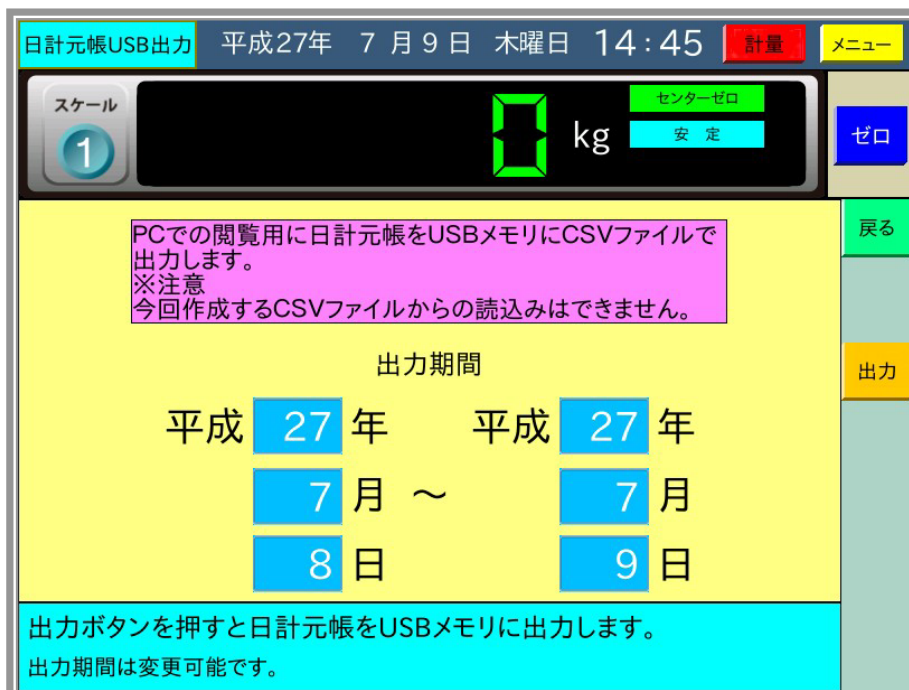 日計元帳USB出力 平成27年 7月9日 木曜日 14:45 計量 メニュー
スケール
1
0 kg
センターゼロ
安 定
ゼロ
戻る
PCでの閲覧用に日計元帳をUSBメモリにCSVファイルで
出力します。
※注意
今回作成するCSVファイルからの読込みはできません。
出力期間
出力
平成 27 年 平成 27 年
7 月 ～ 7 月
8 日 9 日
出力ボタンを押すと日計元帳をUSBメモリに出力します。
出力期間は変更可能です。